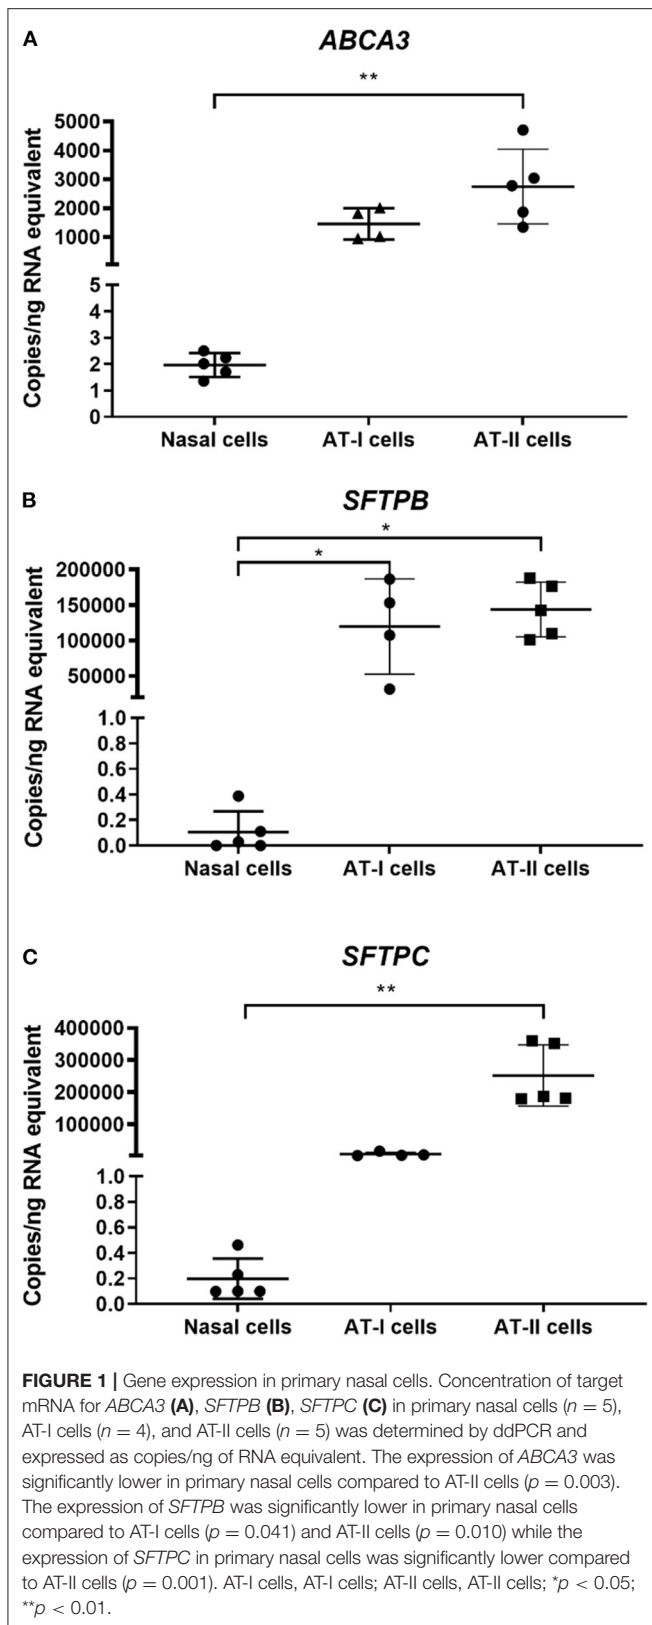 A
ABCA3
**
Copies/ng RNA equivalent
5000
4000
3000
2000
1000
5
4
3
2
1
0
Nasal cells AT-I cells AT-II cells
B
SFTPB
*
*
Copies/ng RNA equivalent
200000
150000
100000
50000
1.0
0.8
0.6
0.4
0.2
0.0
Nasal cells AT-I cells AT-II cells
C
SFTPC
**
Copies/ng RNA equivalent
400000
300000
200000
100000
1.0
0.8
0.6
0.4
0.2
0.0
Nasal cells AT-I cells AT-II cells
FIGURE 1 | Gene expression in primary nasal cells. Concentration of target
mRNA for ABCA3 (A), SFTPB (B), SFTPC (C) in primary nasal cells (n = 5),
AT-I cells (n = 4), and AT-II cells (n = 5) was determined by ddPCR and
expressed as copies/ng of RNA equivalent. The expression of ABCA3 was
significantly lower in primary nasal cells compared to AT-II cells (p = 0.003).
The expression of SFTPB was significantly lower in primary nasal cells
compared to AT-I cells (p = 0.041) and AT-II cells (p = 0.010) while the
expression of SFTPC in primary nasal cells was significantly lower compared
to AT-II cells (p = 0.001). AT-I cells, AT-I cells; AT-II cells, AT-II cells; *p < 0.05;
**p < 0.01.